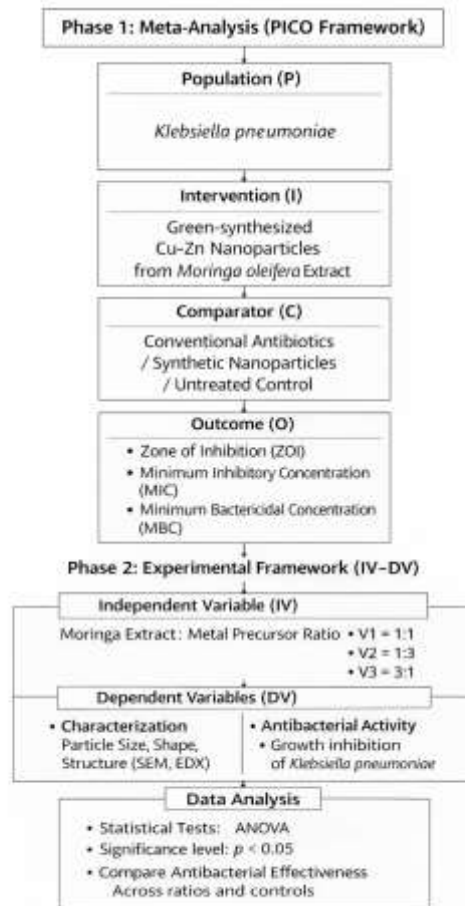 Phase 1: Meta-Analysis (PICO Framework)
Population (P)
Klebsiella pneumoniae
Intervention (I)
Green-synthesized
Cu-Zn Nanoparticles
from Moringa oleifera Extract
Comparator (C)
Conventional Antibiotics
/ Synthetic Nanoparticles
/ Untreated Control
Outcome (O)
• Zone of Inhibition (ZOI)
• Minimum Inhibitory Concentration
(MIC)
• Minimum Bactericidal Concentration
(MBC)
Phase 2: Experimental Framework (IV–DV)
Independent Variable (IV)
Moringa Extract: Metal Precursor Ratio • V1 = 1:1
• V2 = 1:3
• V3 = 3:1
Dependent Variables (DV)
• Characterization
Particle Size, Shape,
Structure (SEM, EDX)
• Antibacterial Activity
• Growth inhibition
of Klebsiella pneumoniae
Data Analysis
• Statistical Tests: ANOVA
• Significance level: p < 0.05
• Compare Antibacterial Effectiveness
Across ratios and controls